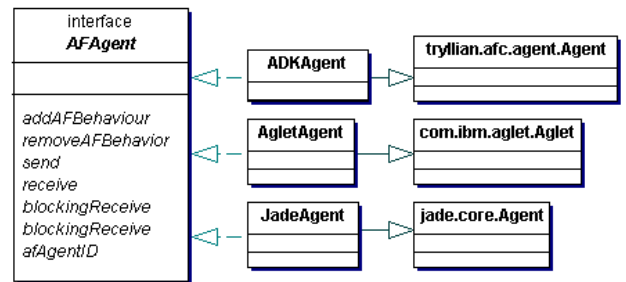 interface
AFAgent
addAFBehaviour
removeAFBehavior
send
receive
blockingReceive
blockingReceive
afAgentID
ADKAgent
tryllian.afc.agent.Agent
AgletAgent
com.ibm.aglet.Aglet
JadeAgent
jade.core.Agent